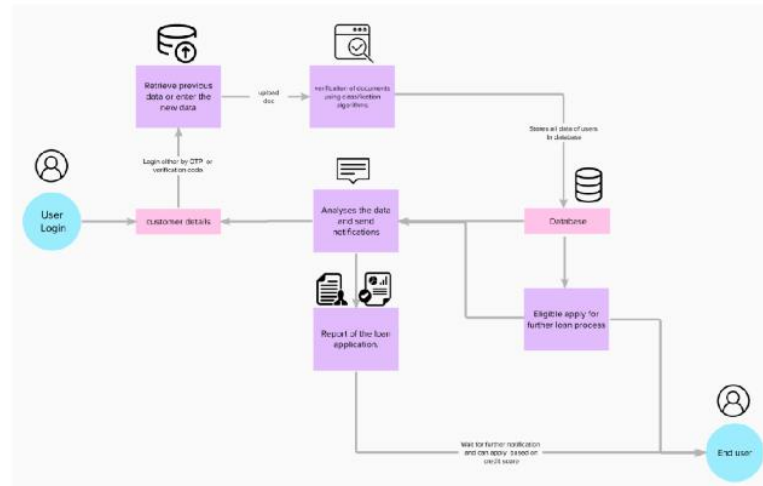 Retrieve previous
data or enter the
new data
upload
doc
verification of documents
using classification
algorithms
Login either by OTP or
verification code
Stores all data of users
in database
User
Login
customer details
Analyses the data
and send
notifications
Database
Report of the loan
application.
Eligible apply for
further loan process
Wait for further notification
and can apply based on
credit score
End user